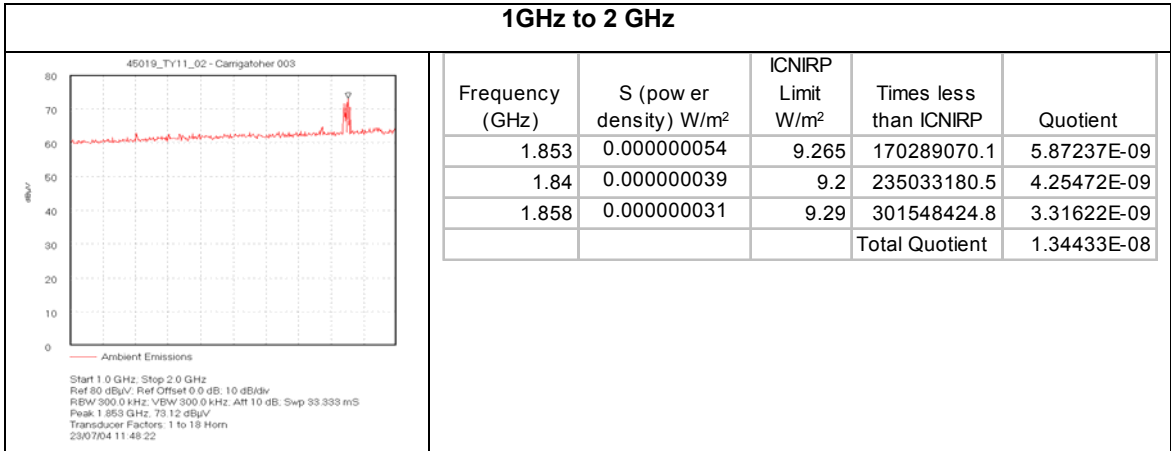 1GHz to 2 GHz
45019_TY11_02 - Carrigatoher 003
80
70
60
50
40
30
20
10
0
dBµV
Ambient Emissions
Start 1.0 GHz; Stop 2.0 GHz
Ref 80 dBµV; Ref Offset 0.0 dB; 10 dB/div
RBW 300.0 kHz; VBW 300.0 kHz; Att 10 dB; Swp 33.333 mS
Peak 1.853 GHz, 73.12 dBµV
Transducer Factors: 1 to 18 Horn
23/07/04 11:48:22
Frequency (GHz) S (pow er density) W/m² ICNIRP Limit W/m² Times less than ICNIRP Quotient
1.853 0.000000054 9.265 170289070.1 5.87237E-09
1.84 0.000000039 9.2 235033180.5 4.25472E-09
1.858 0.000000031 9.29 301548424.8 3.31622E-09
Total Quotient 1.34433E-08